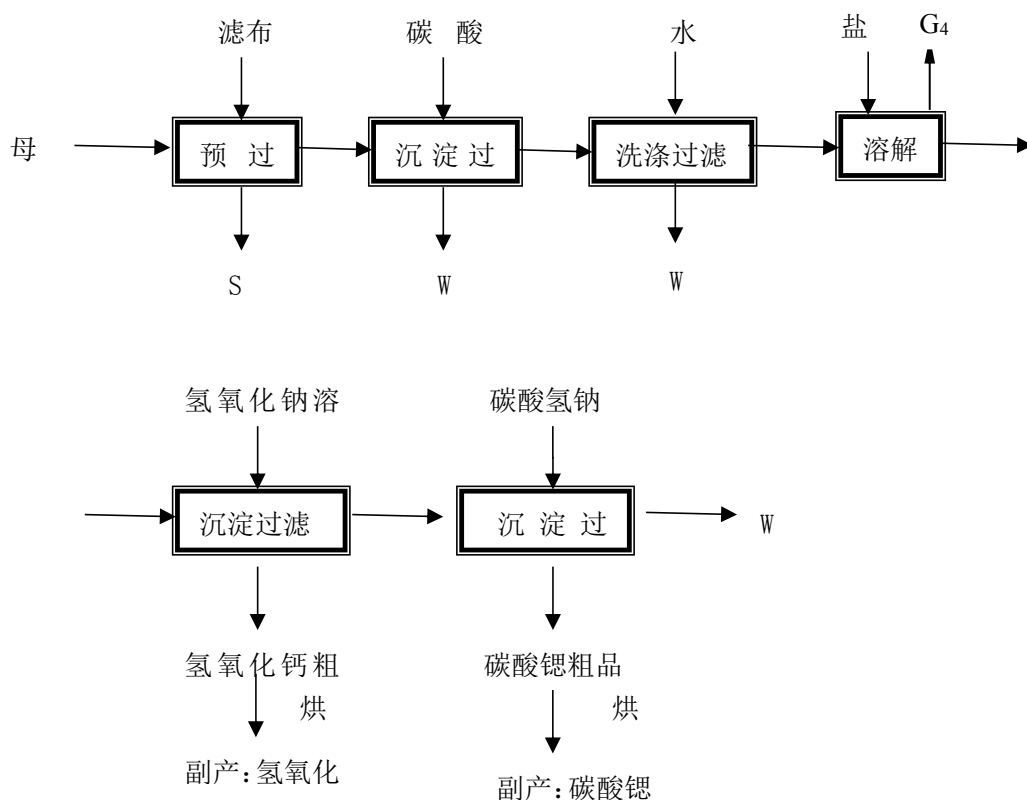 滤布 碳 酸 水 盐 G4
母 预 过 沉 淀 过 洗涤过滤 溶解
S W W
氢氧化钠溶 碳酸氢钠
沉淀过滤 沉 淀 过 W
氢氧化钙粗 碳酸锶粗品
烘 烘
副产:氢氧化 副产:碳酸锶